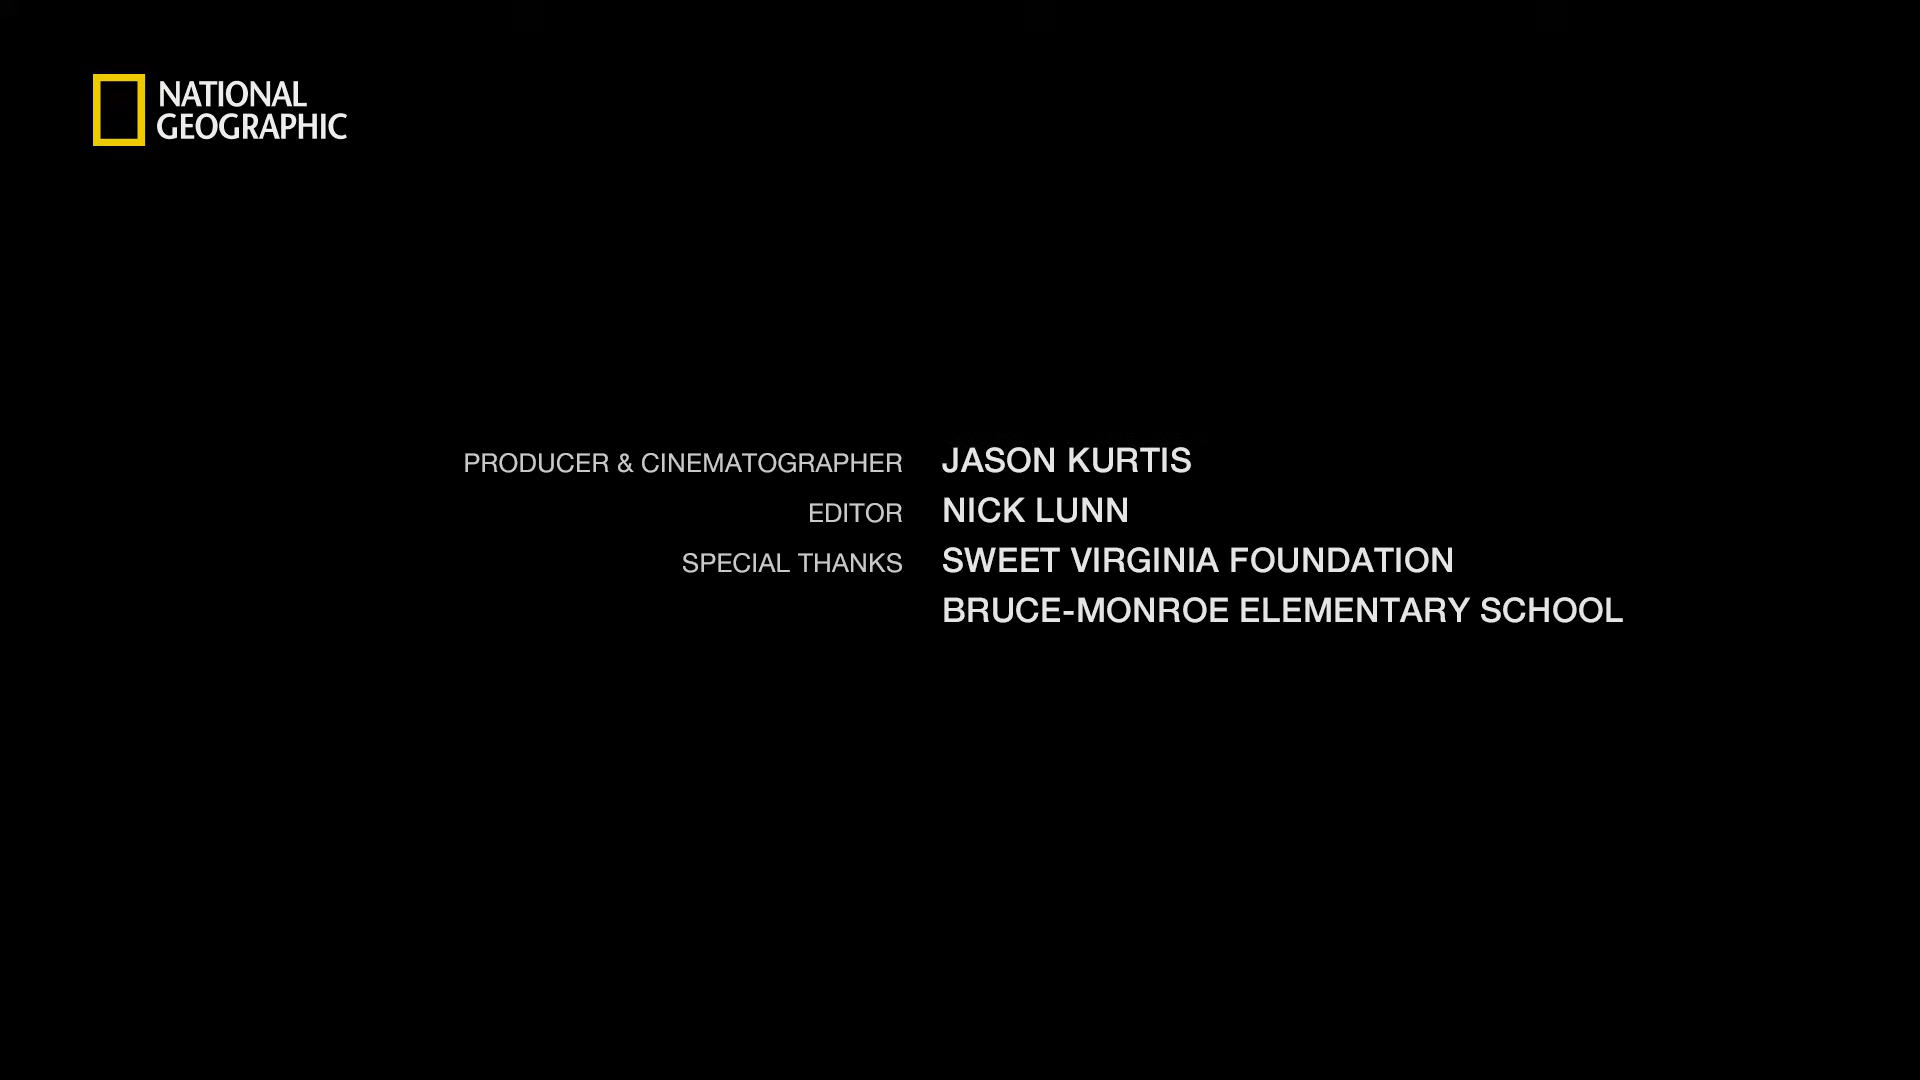 NATIONAL
GEOGRAPHIC
PRODUCER & CINEMATOGRAPHER JASON KURTIS
EDITOR NICK LUNN
SPECIAL THANKS SWEET VIRGINIA FOUNDATION
BRUCE-MONROE ELEMENTARY SCHOOL